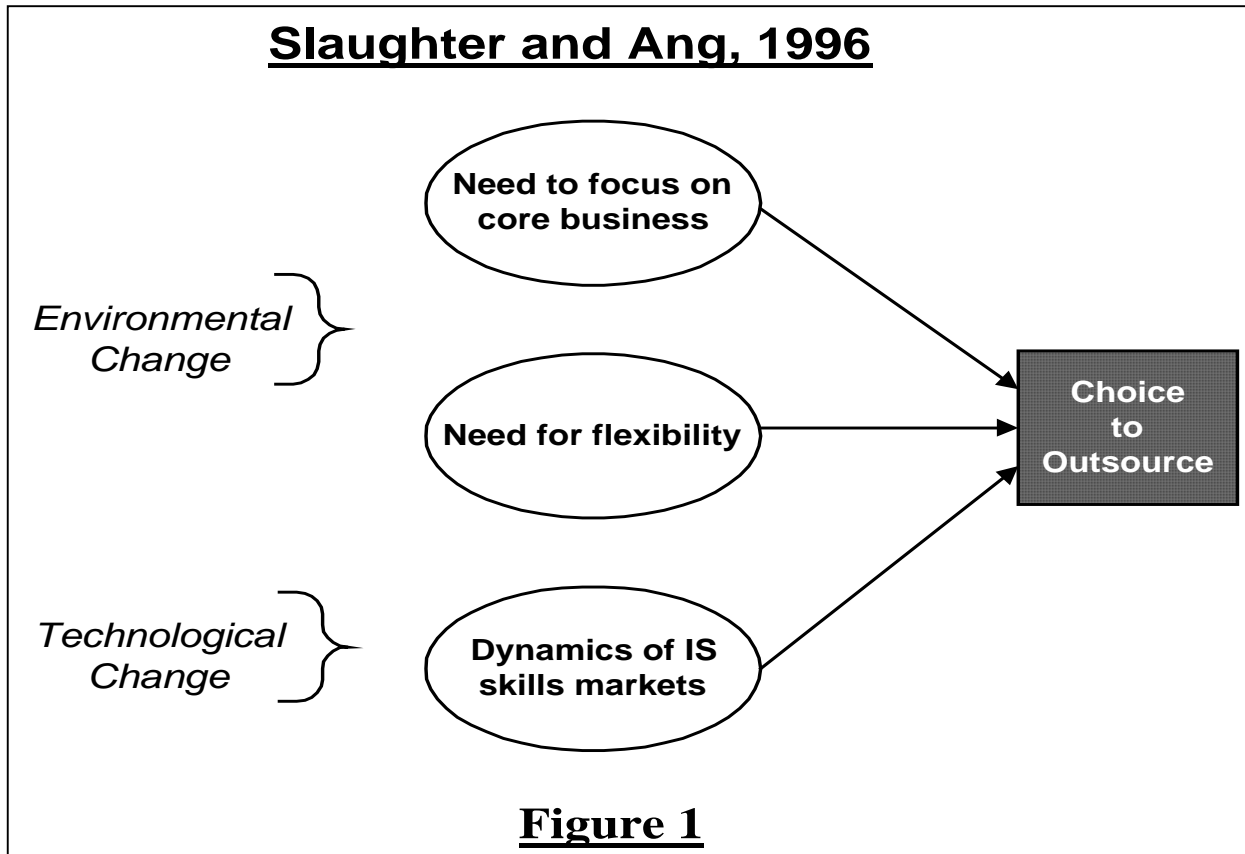 Slaughter and Ang, 1996
Need to focus on
core business
Environmental
Change
Need for flexibility
Choice
to
Outsource
Technological
Change
Dynamics of IS
skills markets
Figure 1